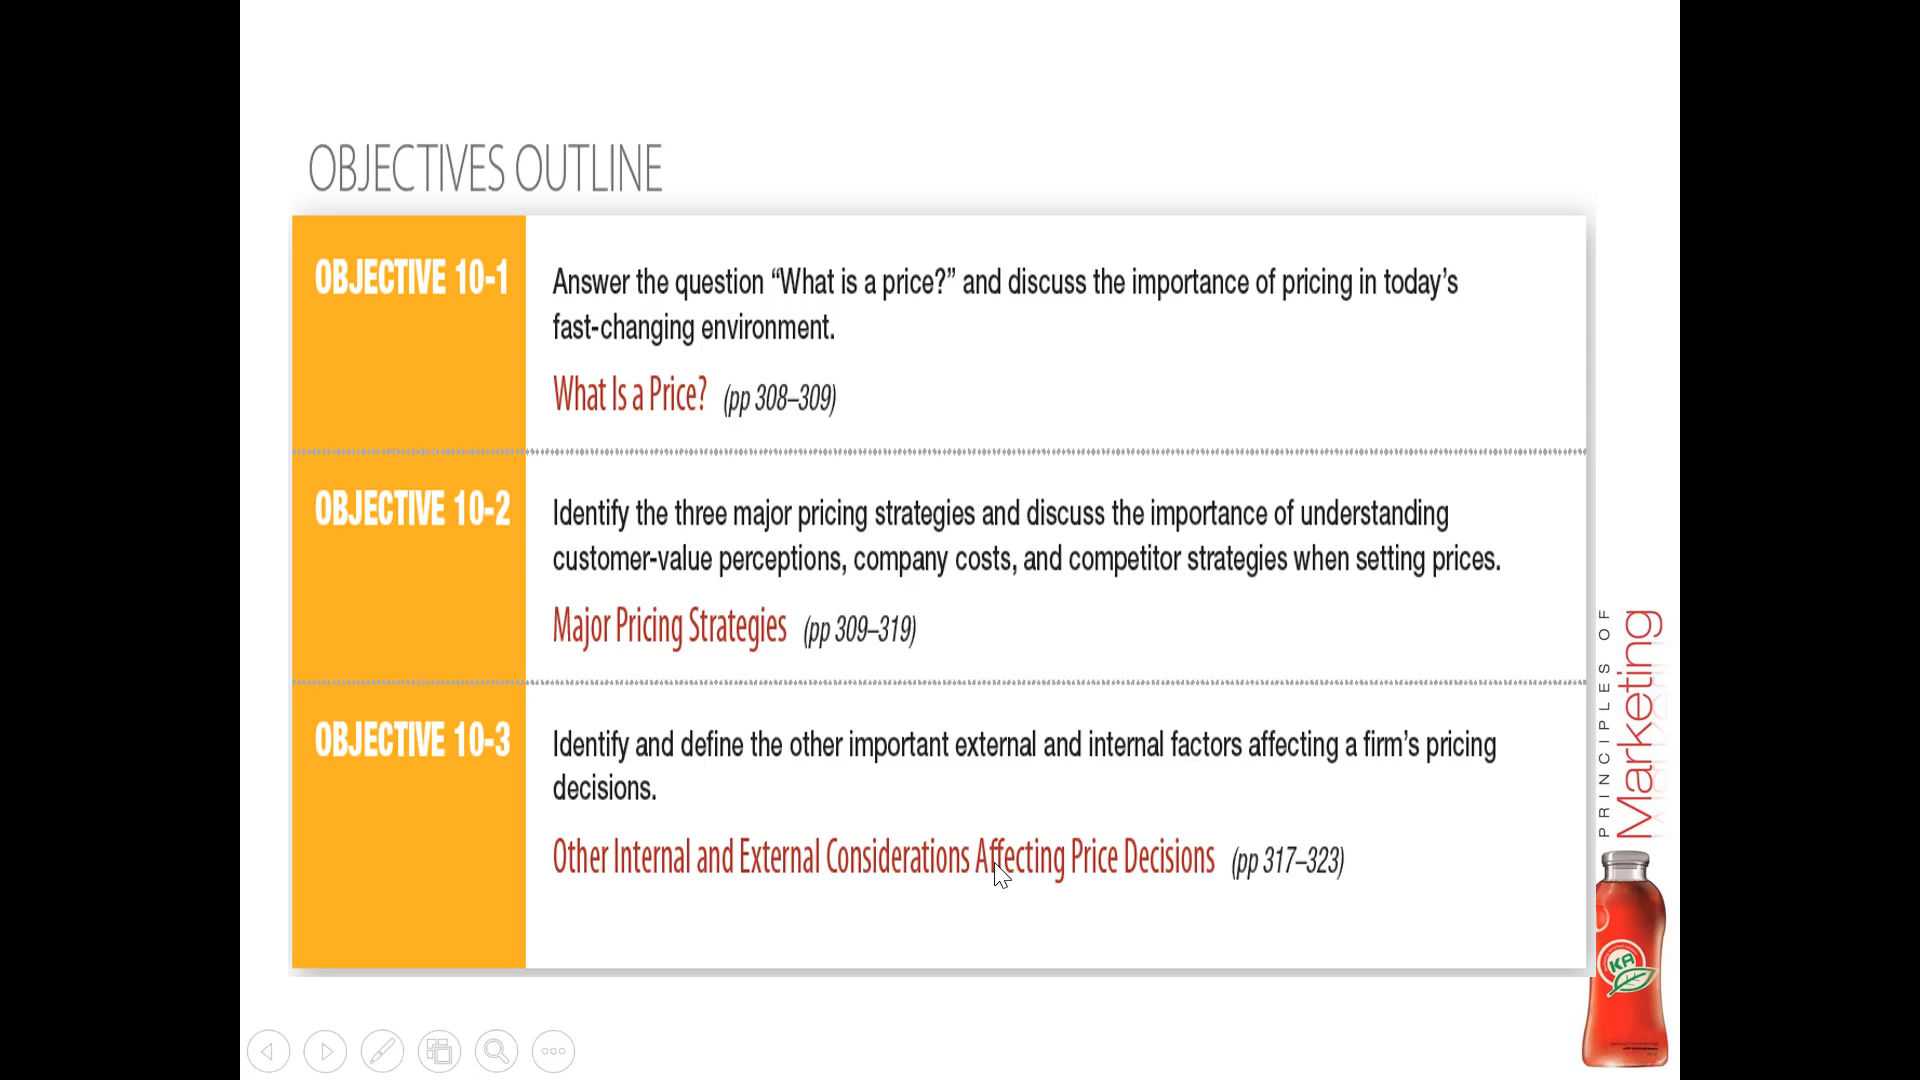 OBJECTIVES OUTLINE
OBJECTIVE 10-1
Answer the question “What is a price?” and discuss the importance of pricing in today’s
fast-changing environment.
What Is a Price? (pp 308–309)
OBJECTIVE 10-2
Identify the three major pricing strategies and discuss the importance of understanding
customer-value perceptions, company costs, and competitor strategies when setting prices.
Major Pricing Strategies (pp 309–319)
OBJECTIVE 10-3
Identify and define the other important external and internal factors affecting a firm’s pricing
decisions.
Other Internal and External Considerations Affecting Price Decisions (pp 317–323)
PRINCIPLES OF
Marketing
KA